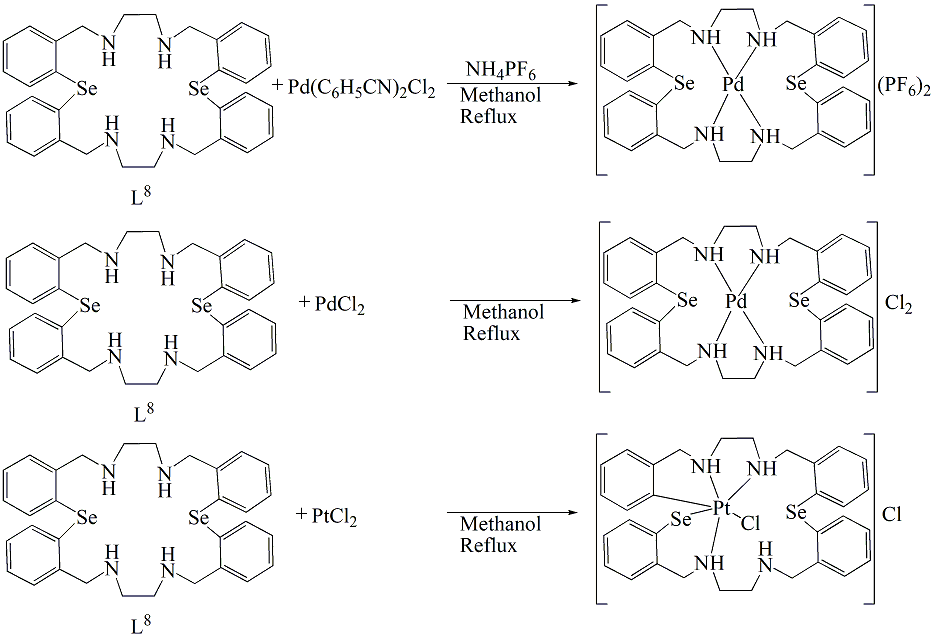 N H N H NH NH
Se Se + Pd(C6H5CN)2Cl2 NH4PF6 Methanol Reflux Se Pd Se (PF6)2
H N H N NH NH
L8
N H N H NH NH
Se Se + PdCl2 Methanol Reflux Se Pd Se Cl2
H N H N NH NH
L8
N H N H NH NH
Se Se + PtCl2 Methanol Reflux Se Pt Cl Se Cl
H N H N NH H N
L8